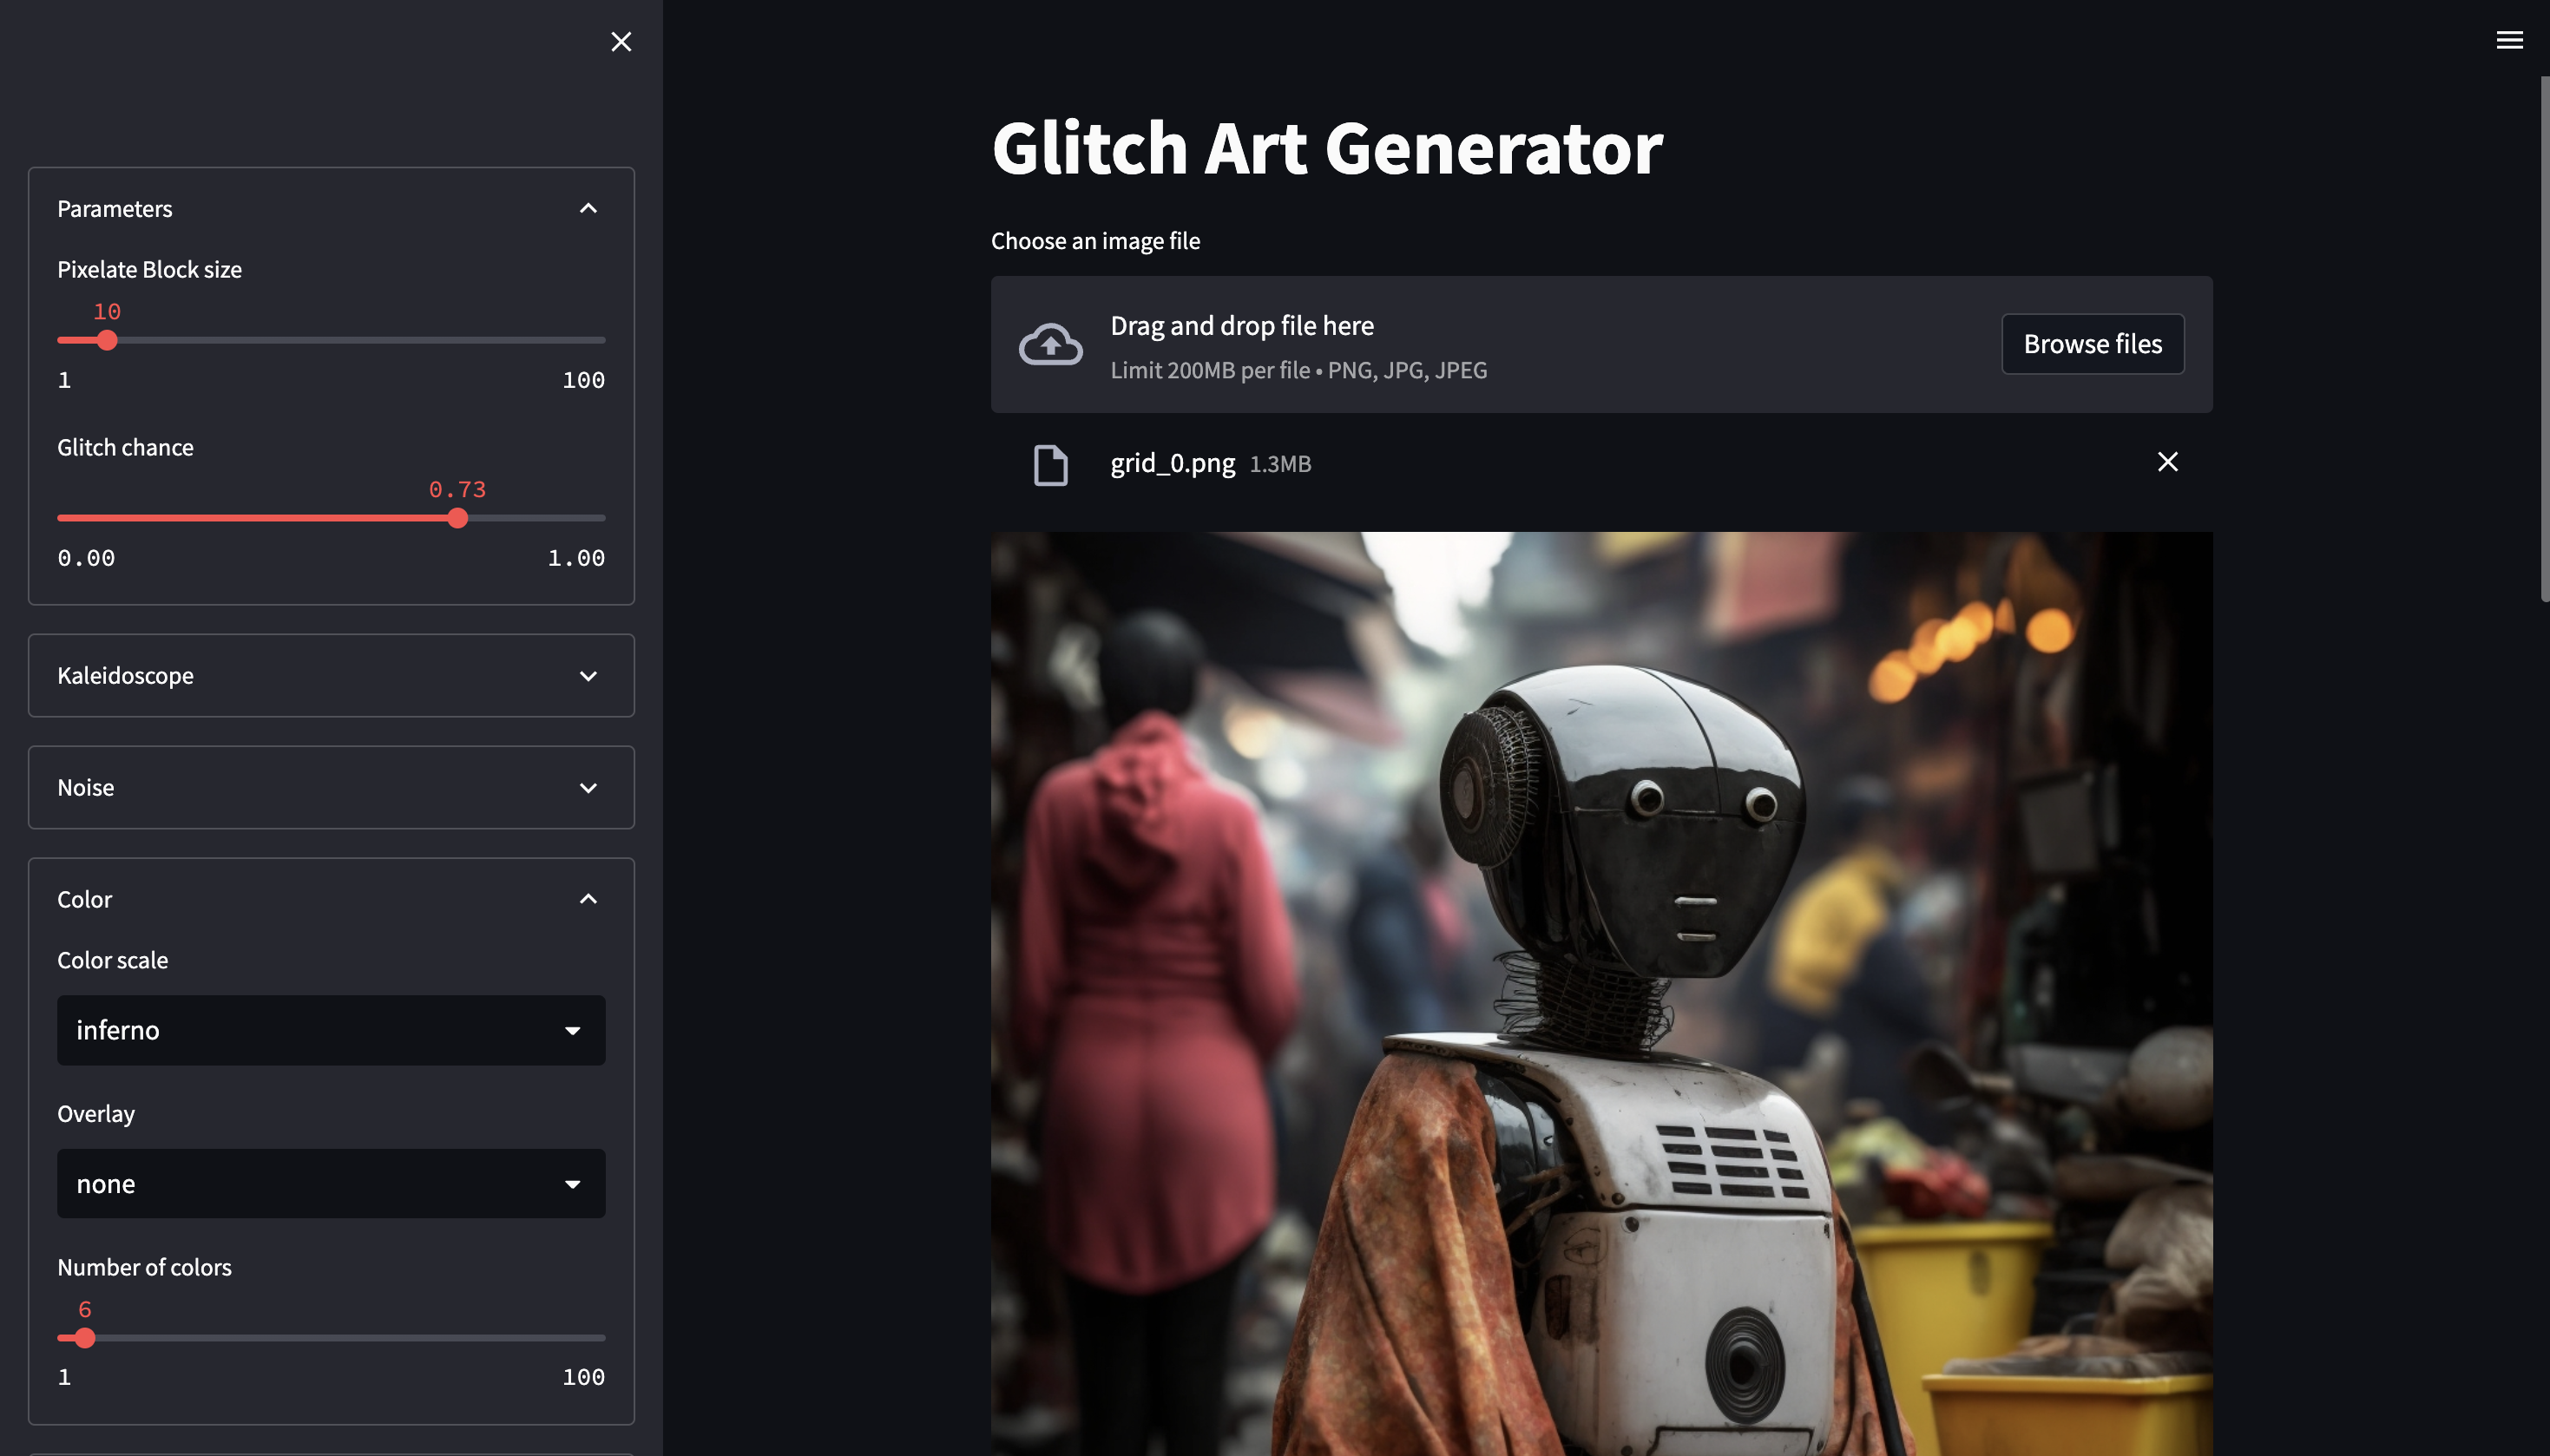 Parameters
Pixelate Block size
10
1 100
Glitch chance
0.73
0.00 1.00
Kaleidoscope
Noise
Color
Color scale
inferno
Overlay
none
Number of colors
6
1 100
Glitch Art Generator
Choose an image file
Drag and drop file here
Limit 200MB per file • PNG, JPG, JPEG
Browse files
grid_0.png 1.3MB